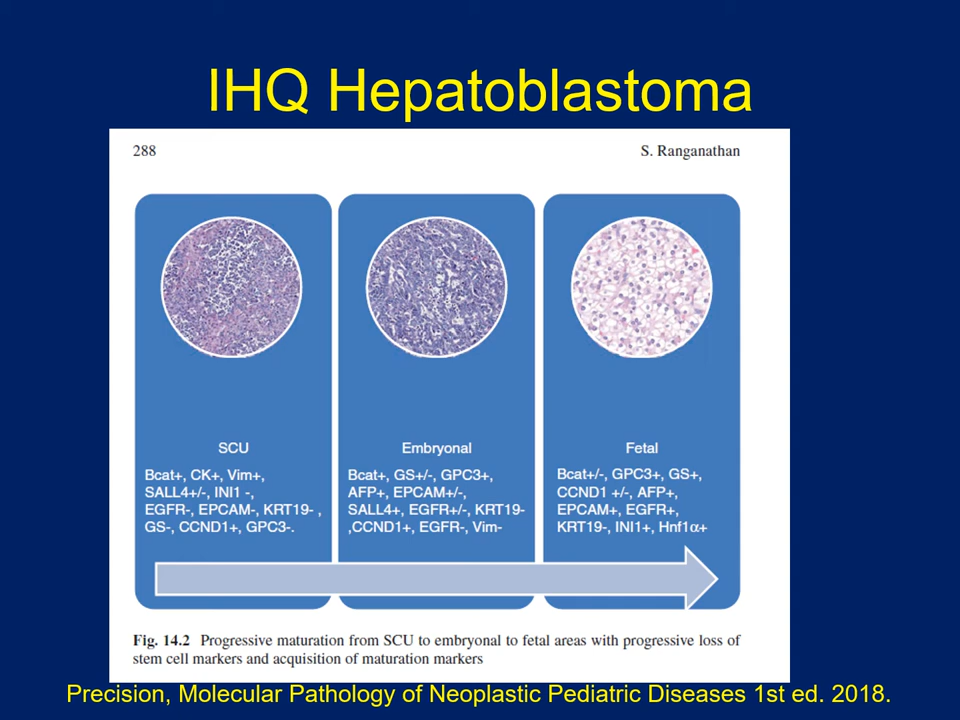 IHQ Hepatoblastoma
288
S. Ranganathan
SCU
Bcat+, CK+, Vim+,
SALL4+/-, INI1 -,
EGFR-, EPCAM-, KRT19- ,
GS-, CCND1+, GPC3-.
Embryonal
Bcat+, GS+/-, GPC3+,
AFP+, EPCAM+/-,
SALL4+, EGFR+/-, KRT19-
,CCND1+, EGFR-, Vim-
Fetal
Bcat+/-, GPC3+, GS+,
CCND1 +/-, AFP+,
EPCAM+, EGFR+,
KRT19-, INI1+, Hnf1α+
Fig. 14.2 Progressive maturation from SCU to embryonal to fetal areas with progressive loss of
stem cell markers and acquisition of maturation markers
Precision, Molecular Pathology of Neoplastic Pediatric Diseases 1st ed. 2018.